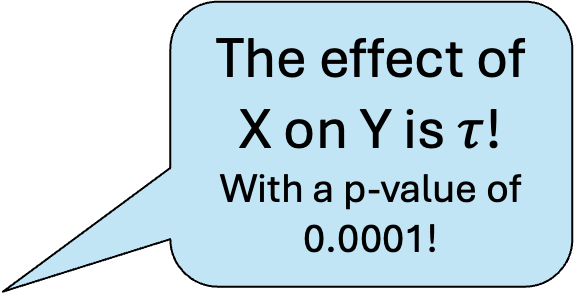 The effect of
X on Y is 𝜏!
With a p-value of
0.0001!